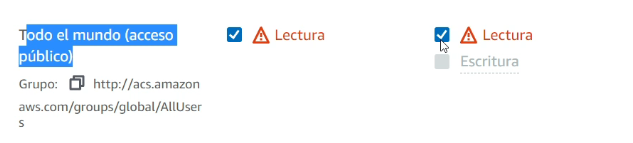 Todo el mundo (acceso
público)
Lectura
Lectura
Escritura
Grupo: http://acs.amazon
aws.com/groups/global/AllUser
s